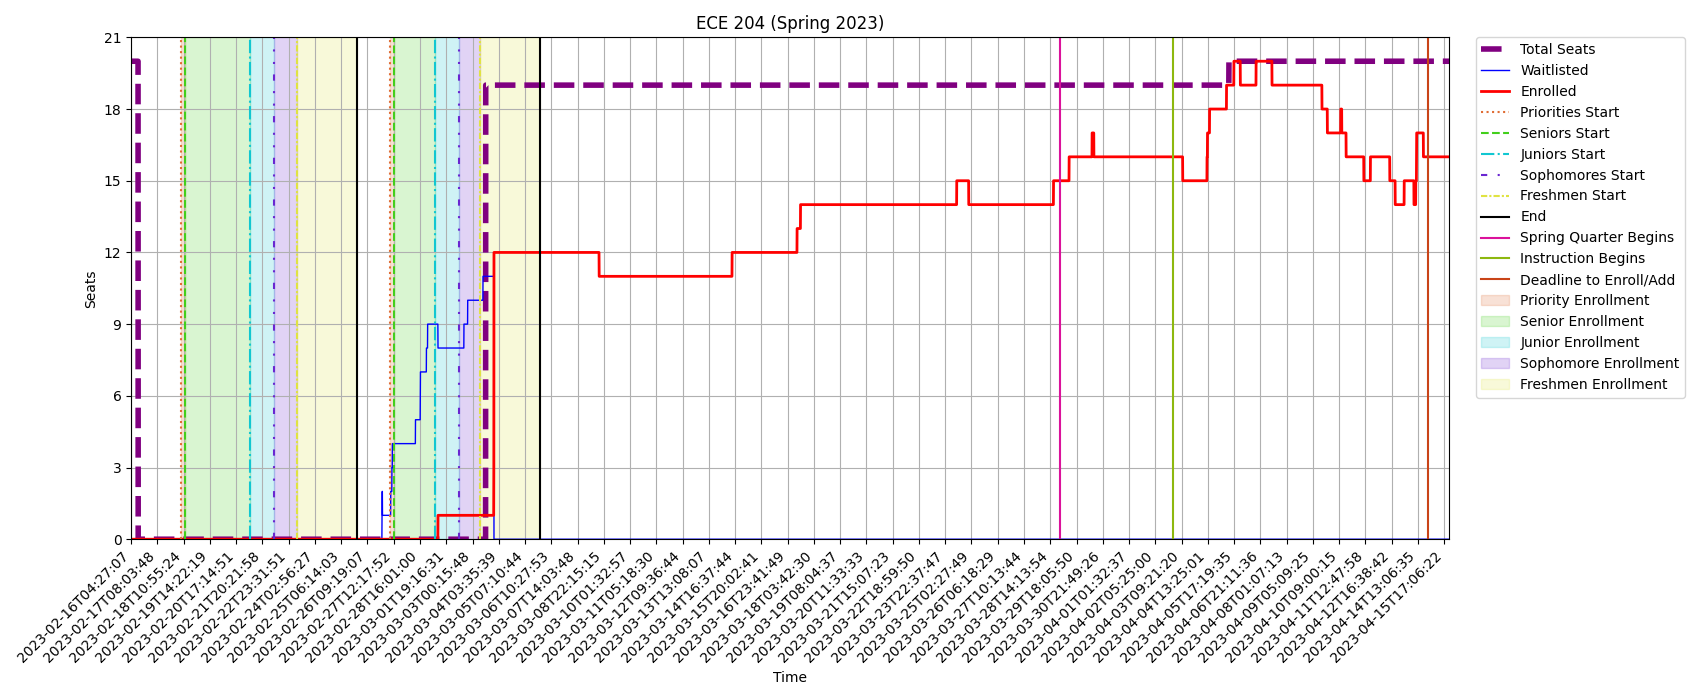 ECE 204 (Spring 2023)
21
18
15
12
9
6
3
0
Seats
2023-02-16T04:27:07
2023-02-17T08:03:48
2023-02-18T10:55:24
2023-02-19T14:22:19
2023-02-20T17:14:51
2023-02-21T20:21:58
2023-02-22T23:31:51
2023-02-24T02:56:27
2023-02-25T06:14:03
2023-02-26T09:19:07
2023-02-27T12:17:52
2023-02-28T16:01:00
2023-03-01T19:16:31
2023-03-03T00:15:48
2023-03-04T03:35:39
2023-03-05T07:10:44
2023-03-06T10:27:53
2023-03-07T14:03:48
2023-03-08T22:15:15
2023-03-10T01:32:57
2023-03-11T05:18:30
2023-03-12T09:36:44
2023-03-13T13:08:07
2023-03-14T16:37:44
2023-03-15T20:02:41
2023-03-16T23:41:49
2023-03-18T03:42:30
2023-03-19T08:04:37
2023-03-20T11:33:33
2023-03-21T15:07:23
2023-03-22T18:59:50
2023-03-23T22:37:47
2023-03-25T02:27:49
2023-03-26T06:18:29
2023-03-27T10:13:44
2023-03-28T14:13:54
2023-03-29T18:05:50
2023-03-30T21:49:26
2023-04-01T01:32:37
2023-04-02T05:25:00
2023-04-03T09:21:20
2023-04-04T13:25:01
2023-04-05T17:19:35
2023-04-06T21:11:36
2023-04-08T01:07:13
2023-04-09T05:09:25
2023-04-10T09:00:15
2023-04-11T12:47:58
2023-04-12T16:38:42
2023-04-14T13:06:35
2023-04-15T17:06:22
Time
Total Seats
Waitlisted
Enrolled
Priorities Start
Seniors Start
Juniors Start
Sophomores Start
Freshmen Start
End
Spring Quarter Begins
Instruction Begins
Deadline to Enroll/Add
Priority Enrollment
Senior Enrollment
Junior Enrollment
Sophomore Enrollment
Freshmen Enrollment